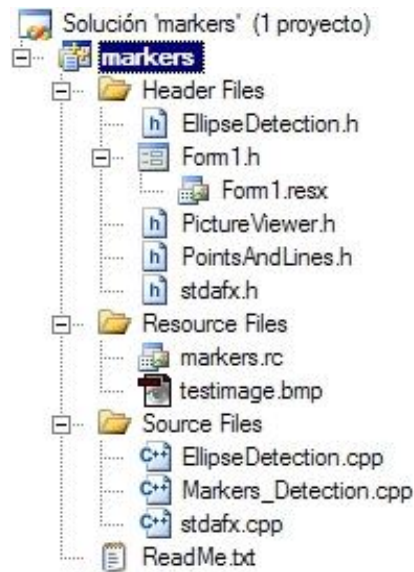 Solución 'markers' (1 proyecto)
markers
Header Files
EllipseDetection.h
Form1.h
Form1.resx
PictureViewer.h
PointsAndLines.h
stdafx.h
Resource Files
markers.rc
testimage.bmp
Source Files
EllipseDetection.cpp
Markers_Detection.cpp
stdafx.cpp
ReadMe.txt